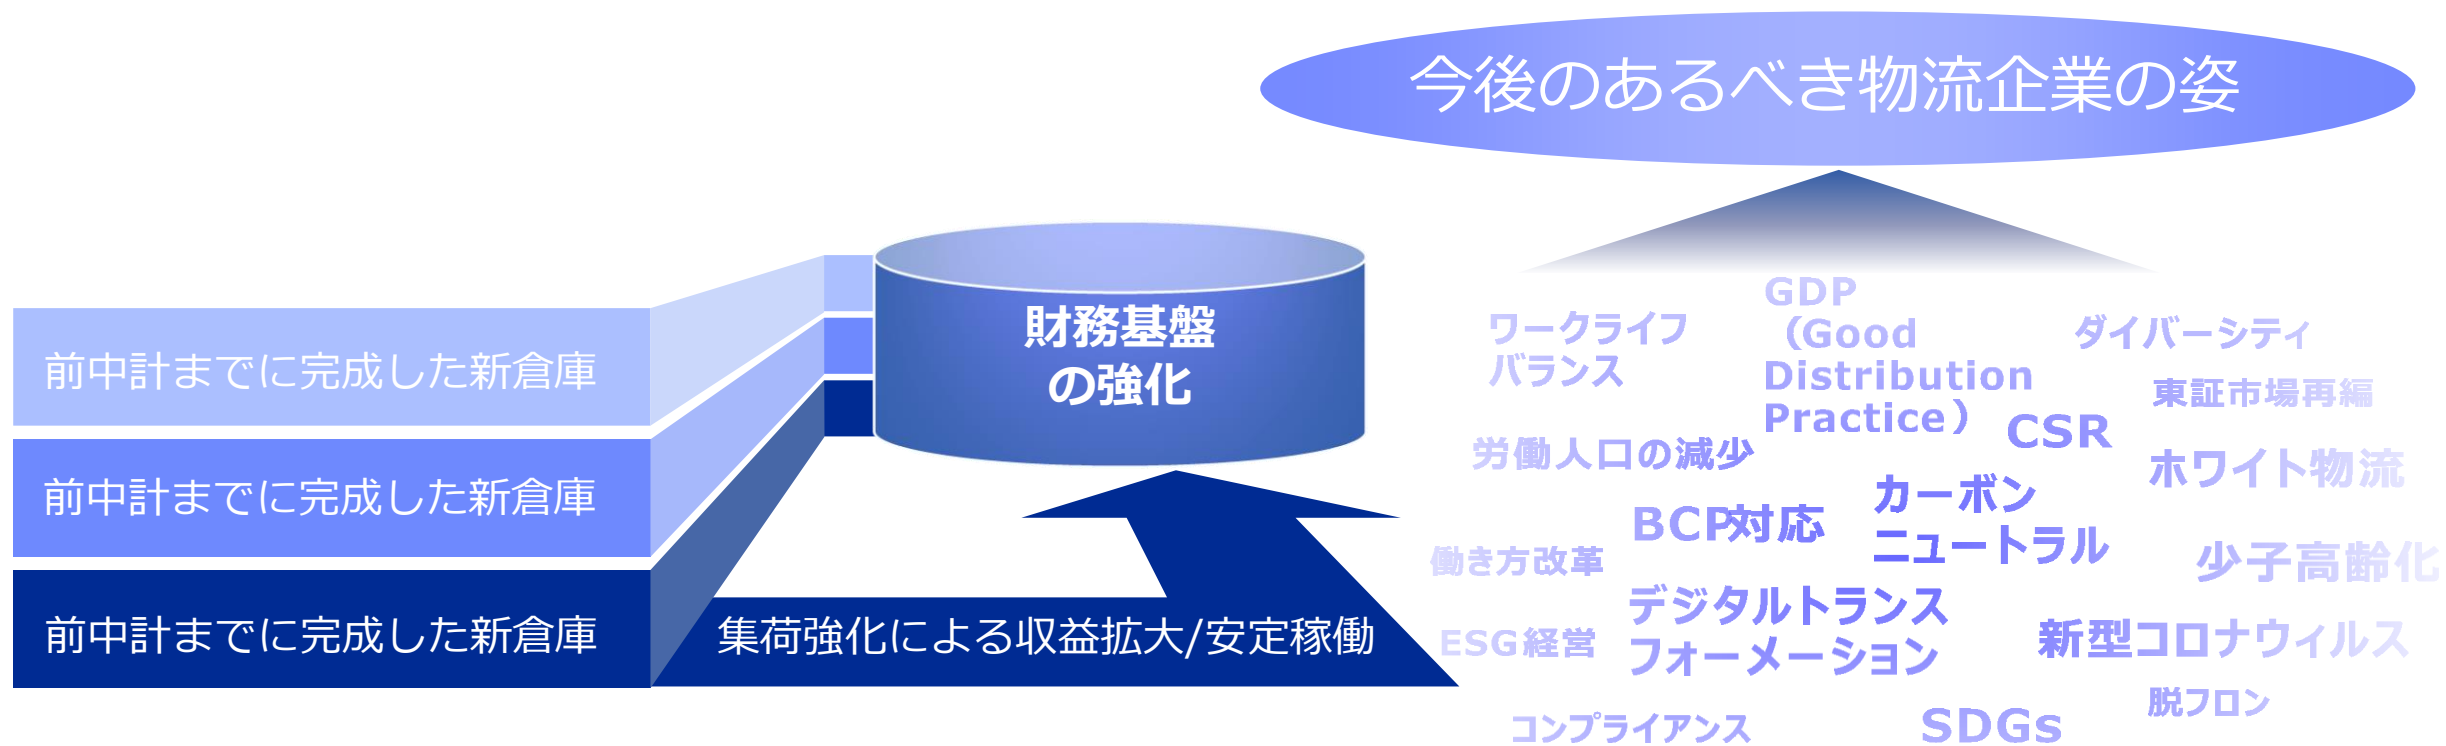 今後のあるべき物流企業の姿
前中計までに完成した新倉庫
前中計までに完成した新倉庫
前中計までに完成した新倉庫
財務基盤
の強化
集荷強化による収益拡大/安定稼働
GDP
（Good
Distribution
Practice）
ワークライフ
バランス
ダイバーシティ
東証市場再編
CSR
労働人口の減少
ホワイト物流
カーボン
ニュートラル
BCP対応
働き方改革
少子高齢化
デジタルトランス
フォーメーション
ESG経営
新型コロナウィルス
脱フロン
コンプライアンス
SDGs